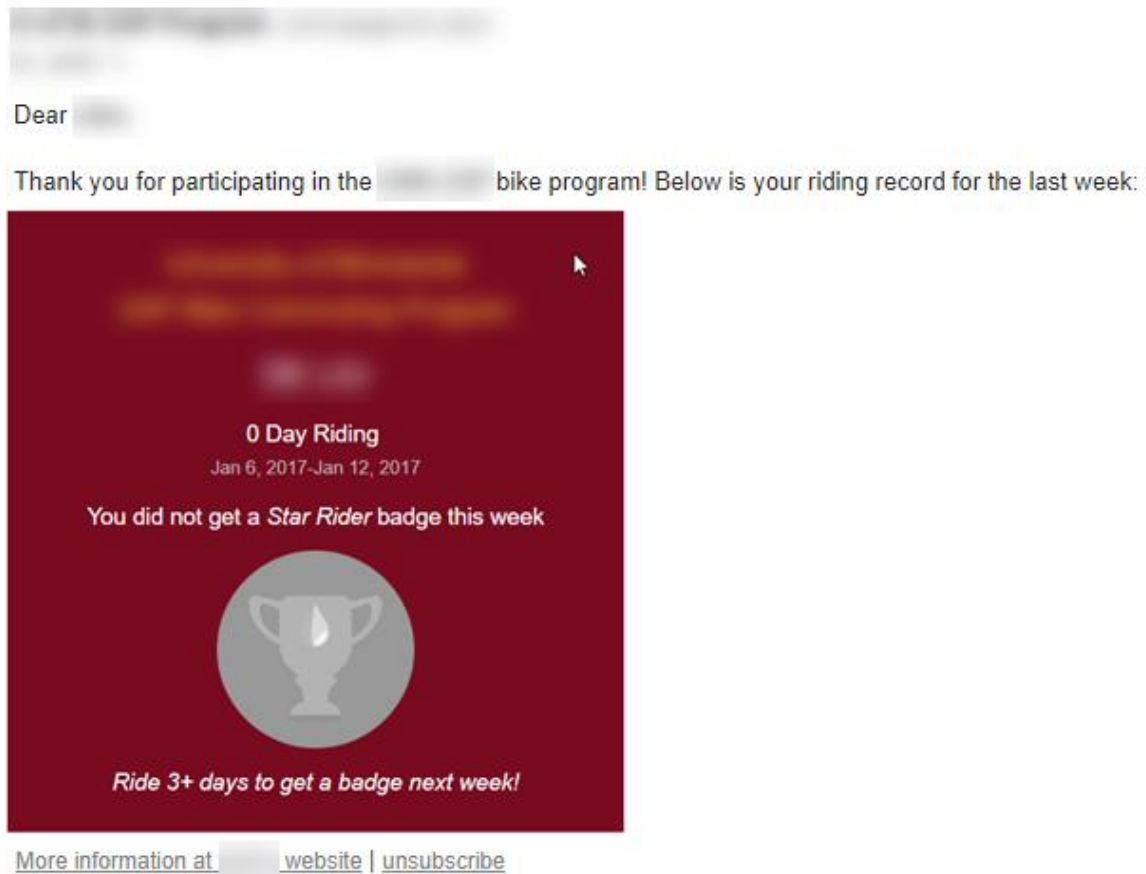 Dear
Thank you for participating in the bike program! Below is your riding record for the last week:
0 Day Riding
Jan 6, 2017-Jan 12, 2017
You did not get a Star Rider badge this week
Ride 3+ days to get a badge next week!
More information at website | unsubscribe